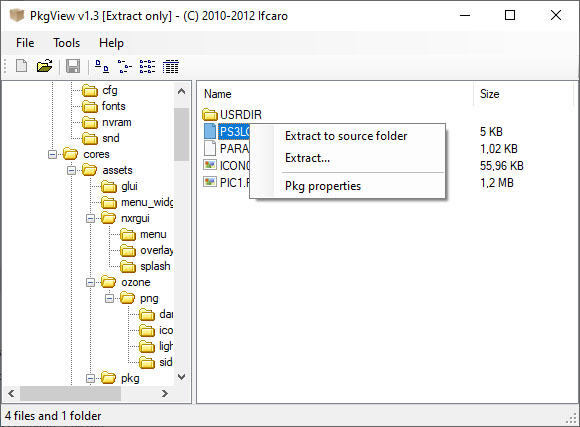 PkgView v1.3 [Extract only] - (C) 2010-2012 Ifcaro
File Tools Help
cfg
fonts
nvram
snd
cores
assets
glui
menu_widg
nxrgui
menu
overlay
splash
ozone
png
dar
ico
ligh
side
pkg
Name Size
USRDIR
PS3LO 5 KB
PARA 1,02 KB
ICON0 55,96 KB
PIC1.P 1,2 MB
Extract to source folder
Extract...
Pkg properties
4 files and 1 folder